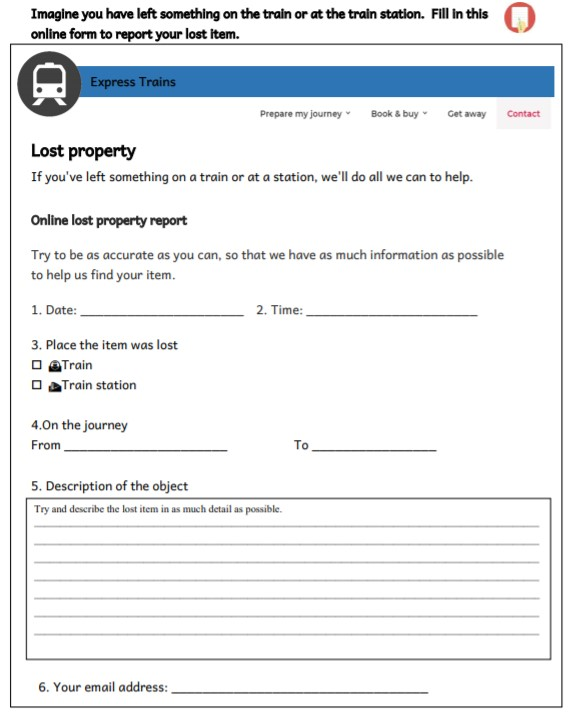 Imagine you have left something on the train or at the train station. Fill in this
online form to report your lost item.
Express Trains
Prepare my journey Book & buy Get away Contact
Lost property
If you've left something on a train or at a station, we'll do all we can to help.
Online lost property report
Try to be as accurate as you can, so that we have as much information as possible
to help us find your item.
1. Date: ______________________ 2. Time: _______________________
3. Place the item was lost
☐ Train
☐ Train station
4.On the journey
From ______________________ To _________________
5. Description of the object
Try and describe the lost item in as much detail as possible.
6. Your email address: __________________________________